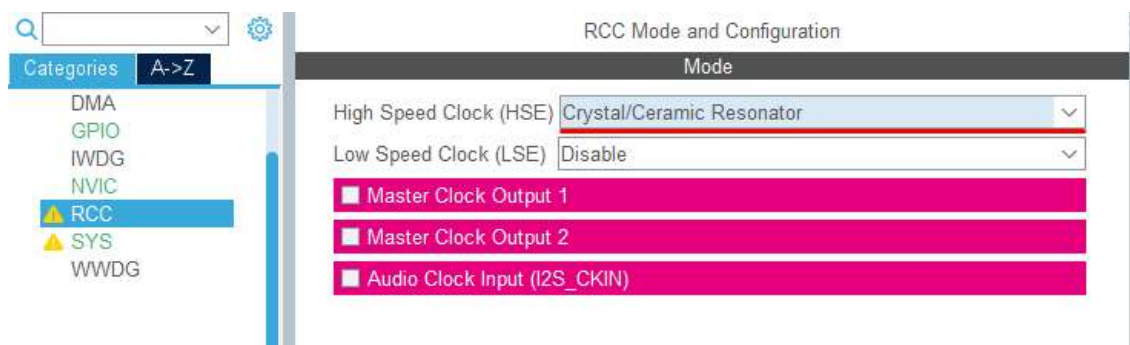 RCC Mode and Configuration
Categories A->Z
Mode
DMA
GPIO
IWDG
NVIC
RCC
SYS
WWDG
High Speed Clock (HSE) Crystal/Ceramic Resonator
Low Speed Clock (LSE) Disable
Master Clock Output 1
Master Clock Output 2
Audio Clock Input (I2S_CKIN)